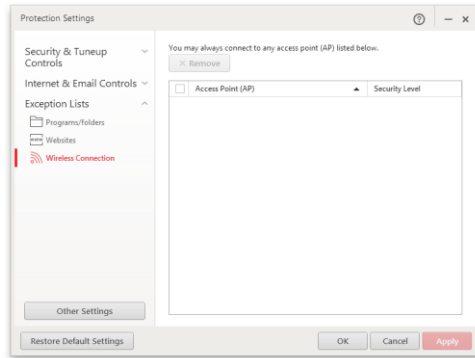 Protection Settings
Security & Tuneup
Controls
Internet & Email Controls
Exception Lists
Programs/Folders
Websites
Wireless Connection
Other Settings
You may always connect to any access point (AP) listed below.
× Remove
Access Point (AP) Security Level
Restore Default Settings OK Cancel Apply